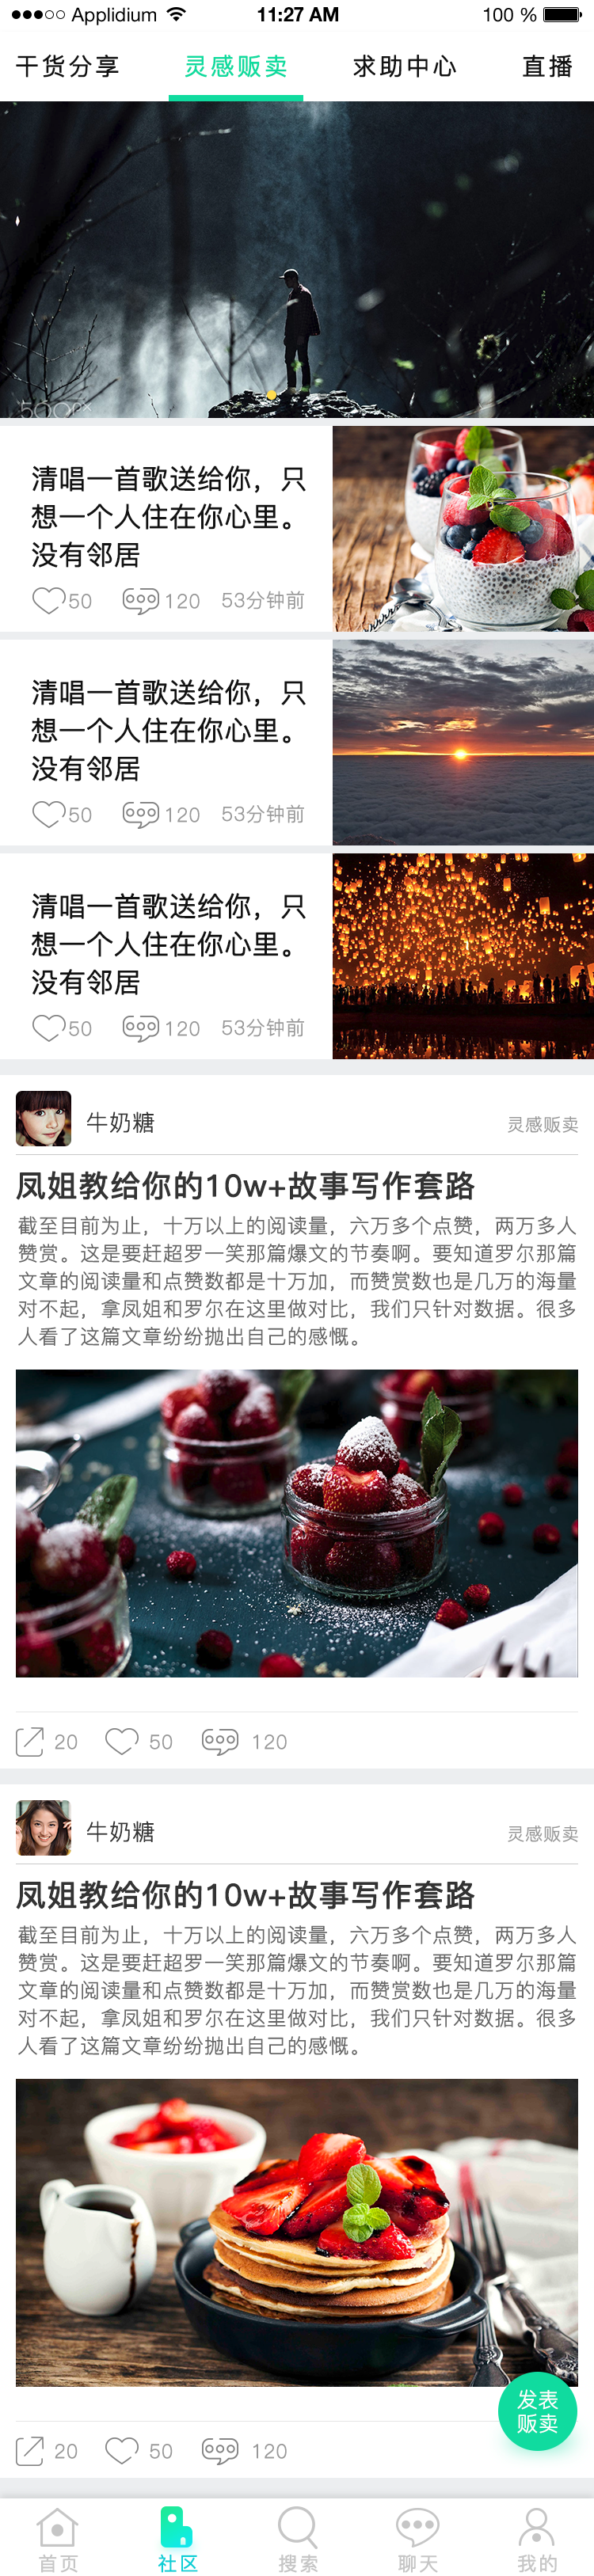 Applidium 11:27 AM 100 %
干货分享 灵感贩卖 求助中心 直播
500px
清唱一首歌送给你，只
想一个人住在你心里。
没有邻居
50 120 53分钟前
清唱一首歌送给你，只
想一个人住在你心里。
没有邻居
50 120 53分钟前
清唱一首歌送给你，只
想一个人住在你心里。
没有邻居
50 120 53分钟前
牛奶糖 灵感贩卖
凤姐教给你的10w+故事写作套路
截至目前为止，十万以上的阅读量，六万多个点赞，两万多人
赞赏。这是要赶超罗一笑那篇爆文的节奏啊。要知道罗尔那篇
文章的阅读量和点赞数都是十万加，而赞赏数也是几万的海量
对不起，拿凤姐和罗尔在这里做对比，我们只针对数据。很多
人看了这篇文章纷纷抛出自己的感慨。
20 50 120
牛奶糖 灵感贩卖
凤姐教给你的10w+故事写作套路
截至目前为止，十万以上的阅读量，六万多个点赞，两万多人
赞赏。这是要赶超罗一笑那篇爆文的节奏啊。要知道罗尔那篇
文章的阅读量和点赞数都是十万加，而赞赏数也是几万的海量
对不起，拿凤姐和罗尔在这里做对比，我们只针对数据。很多
人看了这篇文章纷纷抛出自己的感慨。
发表
贩卖
20 50 120
首页 社区 搜索 聊天 我的